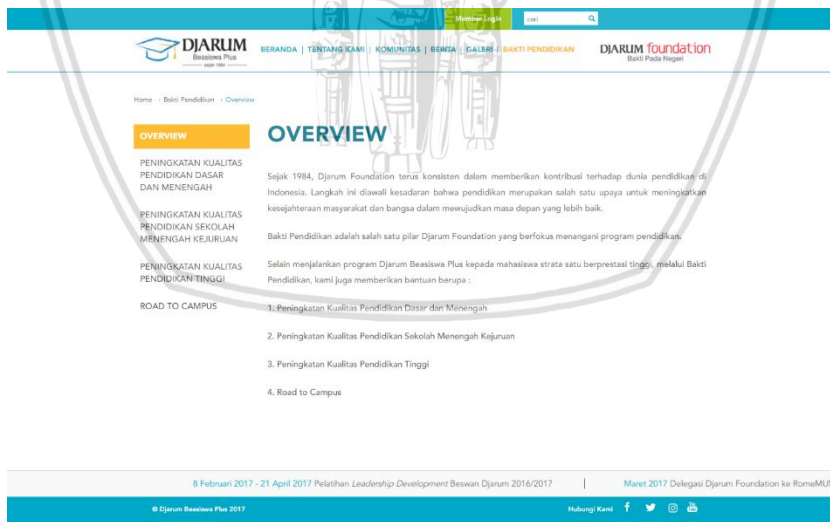 Member Login
cari
DJARUM
Beasiswa Plus
sejak 1984
BERANDA | TENTANG KAMI | KOMUNITAS | BERITA | GALERI | BAKTI PENDIDIKAN
DJARUM foundation
Bakti Pada Negeri
Home › Bakti Pendidikan › Overview
OVERVIEW
PENINGKATAN KUALITAS
PENDIDIKAN DASAR
DAN MENENGAH
PENINGKATAN KUALITAS
PENDIDIKAN SEKOLAH
MENENGAH KEJURUAN
PENINGKATAN KUALITAS
PENDIDIKAN TINGGI
ROAD TO CAMPUS
OVERVIEW
Sejak 1984, Djarum Foundation terus konsisten dalam memberikan kontribusi terhadap dunia pendidikan di
Indonesia. Langkah ini diawali kesadaran bahwa pendidikan merupakan salah satu upaya untuk meningkatkan
kesejahteraan masyarakat dan bangsa dalam mewujudkan masa depan yang lebih baik.
Bakti Pendidikan adalah salah satu pilar Djarum Foundation yang berfokus menangani program pendidikan.
Selain menjalankan program Djarum Beasiswa Plus kepada mahasiswa strata satu berprestasi tinggi, melalui Bakti
Pendidikan, kami juga memberikan bantuan berupa :
1. Peningkatan Kualitas Pendidikan Dasar dan Menengah
2. Peningkatan Kualitas Pendidikan Sekolah Menengah Kejuruan
3. Peningkatan Kualitas Pendidikan Tinggi
4. Road to Campus
8 Februari 2017 - 21 April 2017 Pelatihan Leadership Development Beswan Djarum 2016/2017 | Maret 2017 Delegasi Djarum Foundation ke RomeMU
© Djarum Beasiswa Plus 2017
Hubungi Kami